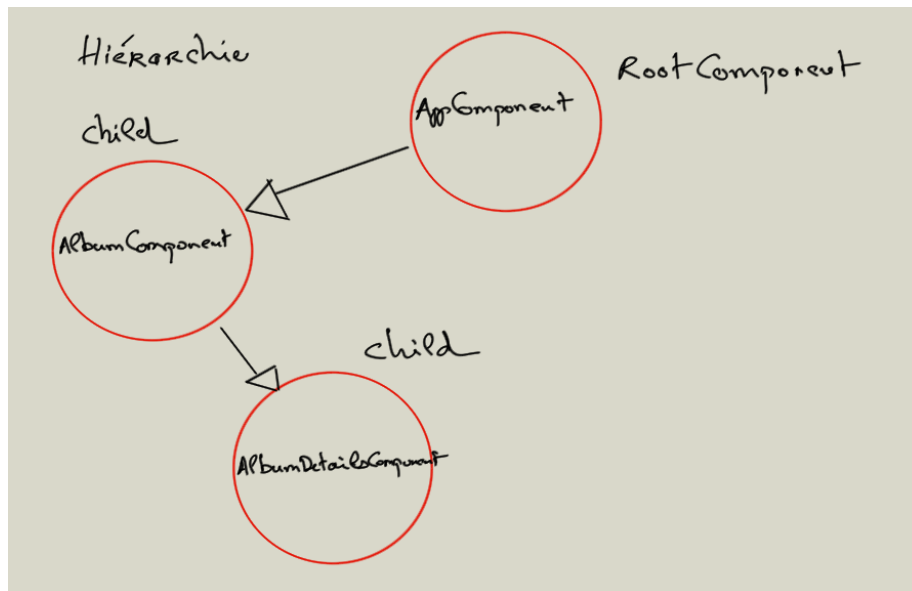 Hiérarchie
RootComponent
AppComponent
child
AlbumComponent
child
AlbumDetailsComponent